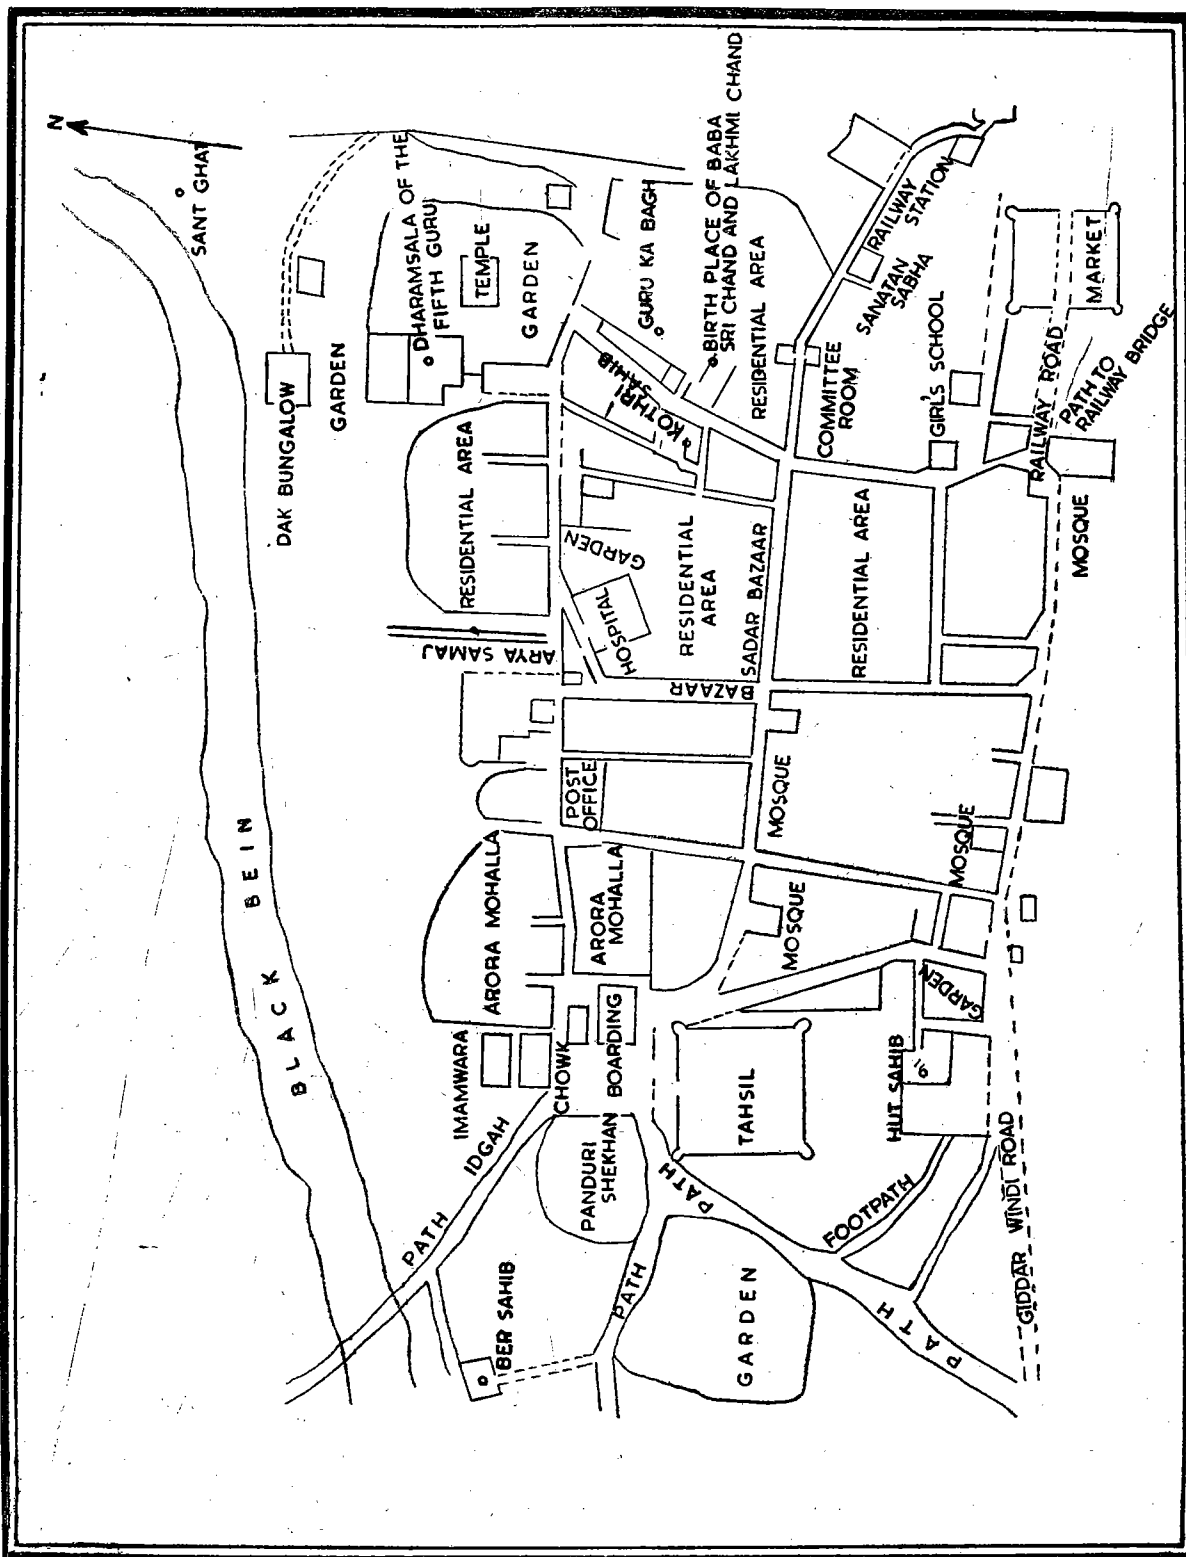 N
SANT GHAT
DAK BUNGALOW
GARDEN
DHARAMSALA OF THE
FIFTH GURU
TEMPLE
GARDEN
GURU KA BAGH
BIRTH PLACE OF BABA
SRI CHAND AND LAKHMI CHAND
RESIDENTIAL AREA
KOTHRI
SAHIB
RAILWAY
STATION
SANATAN
SABHA
COMMITTEE
ROOM
GIRL'S SCHOOL
MARKET
RAILWAY ROAD
PATH TO
RAILWAY BRIDGE
MOSQUE
RESIDENTIAL AREA
GARDEN
HOSPITAL
RESIDENTIAL
AREA
SADAR BAZAAR
RESIDENTIAL AREA
ARYA SAMAJ
BAZAAR
BLACK BEIN
POST
OFFICE
MOSQUE
MOSQUE
MOSQUE
ARORA MOHALLA
ARORA
MOHALLA
IMAMWARA
CHOWK
BOARDING
TAHSIL
GARDEN
HUT SAHIB
IDGAH
PATH
PANDURI
SHEKHAN
PATH
FOOTPATH
GIDDAR WINDI ROAD
BER SAHIB
PATH
GARDEN
PATH